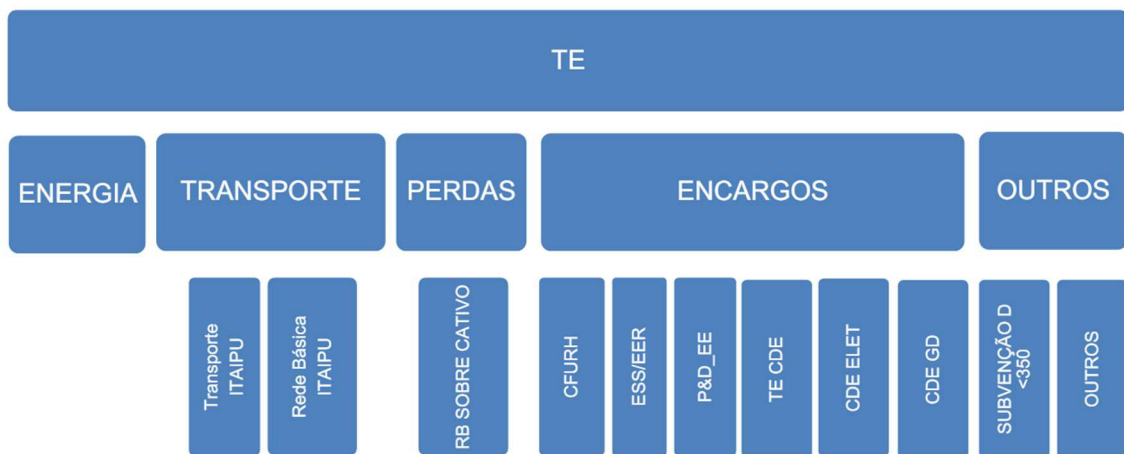 TE
ENERGIA
TRANSPORTE
PERDAS
ENCARGOS
OUTROS
Transporte
ITAIPU
Rede Básica
ITAIPU
RB SOBRE CATIVO
CFURH
ESS/EER
P&D_EE
TE CDE
CDE ELET
CDE GD
SUBVENÇÃO D
<350
OUTROS